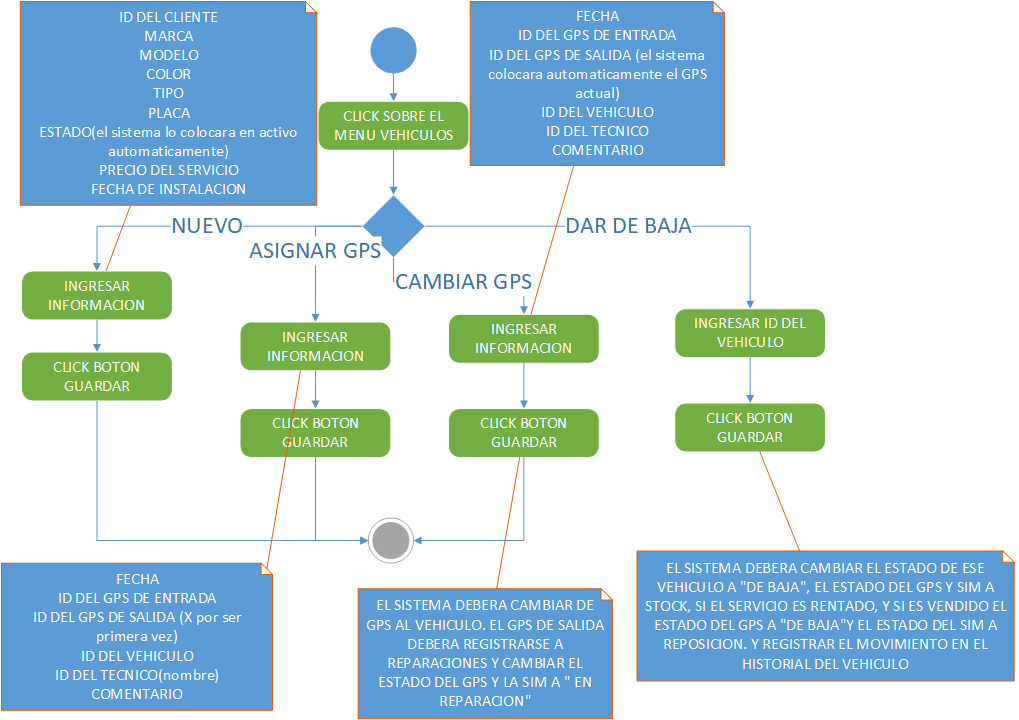 ID DEL CLIENTE
MARCA
MODELO
COLOR
TIPO
PLACA
ESTADO(el sistema lo colocara en activo
automaticamente)
PRECIO DEL SERVICIO
FECHA DE INSTALACION
CLICK SOBRE EL
MENU VEHICULOS
FECHA
ID DEL GPS DE ENTRADA
ID DEL GPS DE SALIDA (el sistema
colocara automaticamente el GPS
actual)
ID DEL VEHICULO
ID DEL TECNICO
COMENTARIO
NUEVO
ASIGNAR GPS
CAMBIAR GPS
DAR DE BAJA
INGRESAR
INFORMACION
CLICK BOTON
GUARDAR
INGRESAR
INFORMACION
CLICK BOTON
GUARDAR
INGRESAR
INFORMACION
CLICK BOTON
GUARDAR
INGRESAR ID DEL
VEHICULO
CLICK BOTON
GUARDAR
FECHA
ID DEL GPS DE ENTRADA
ID DEL GPS DE SALIDA (X por ser
primera vez)
ID DEL VEHICULO
ID DEL TECNICO(nombre)
COMENTARIO
EL SISTEMA DEBERA CAMBIAR DE
GPS AL VEHICULO. EL GPS DE SALIDA
DEBERA REGISTRARSE A
REPARACIONES Y CAMBIAR EL
ESTADO DEL GPS Y LA SIM A " EN
REPARACION"
EL SISTEMA DEBERA CAMBIAR EL ESTADO DE ESE
VEHICULO A "DE BAJA", EL ESTADO DEL GPS Y SIM A
STOCK, SI EL SERVICIO ES RENTADO, Y SI ES VENDIDO EL
ESTADO DEL GPS A "DE BAJA"Y EL ESTADO DEL SIM A
REPOSICION. Y REGISTRAR EL MOVIMIENTO EN EL
HISTORIAL DEL VEHICULO